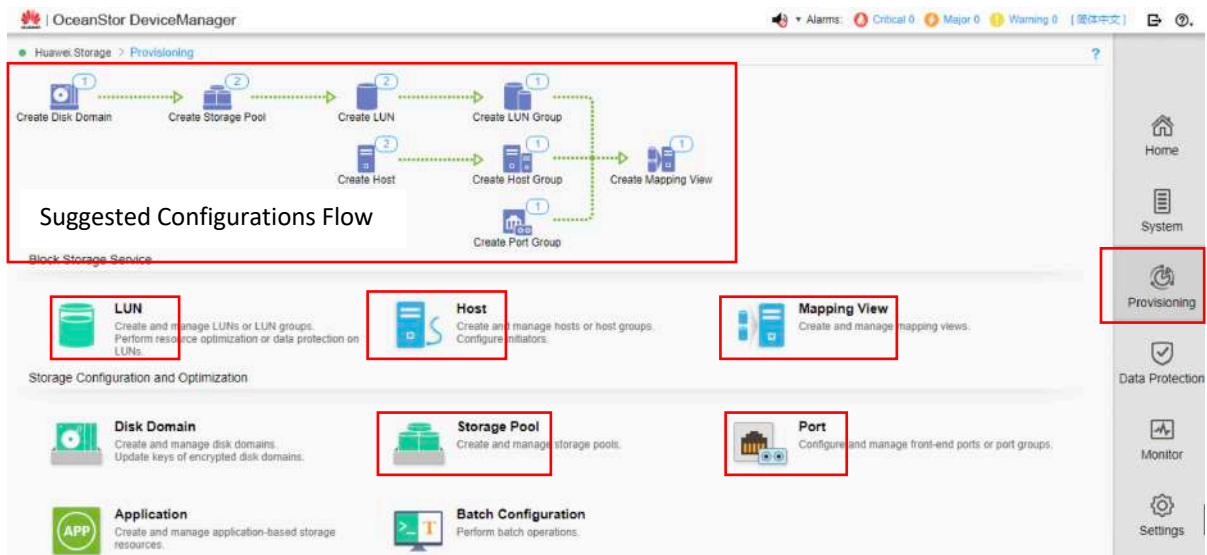 OceanStor DeviceManager
Alarms: Critical 0 Major 0 Warning 0 [简体中文]
Huawei.Storage > Provisioning
?
1 2 2 1
Create Disk Domain Create Storage Pool Create LUN Create LUN Group
2 1 1
Create Host Create Host Group Create Mapping View
Suggested Configurations Flow
1
Create Port Group
Block Storage Service
LUN
Create and manage LUNs or LUN groups.
Perform resource optimization or data protection on
LUNs.
Host
Create and manage hosts or host groups.
Configure initiators.
Mapping View
Create and manage mapping views.
Storage Configuration and Optimization
Disk Domain
Create and manage disk domains.
Update keys of encrypted disk domains.
Storage Pool
Create and manage storage pools.
Port
Configure and manage front-end ports or port groups.
APP
Application
Create and manage application-based storage
resources.
T
Batch Configuration
Perform batch operations.
Home
System
Provisioning
Data Protection
Monitor
Settings